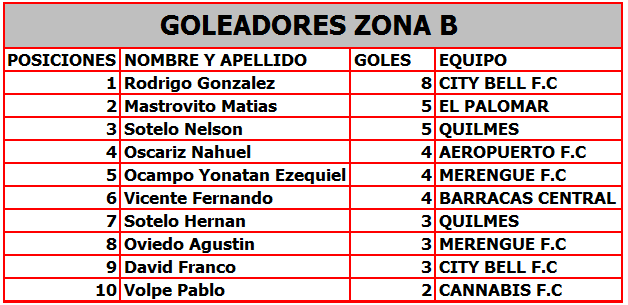 GOLEADORES ZONA B
POSICIONES NOMBRE Y APELLIDO GOLES EQUIPO
1 Rodrigo Gonzalez 8 CITY BELL F.C
2 Mastrovito Matias 5 EL PALOMAR
3 Sotelo Nelson 5 QUILMES
4 Oscariz Nahuel 4 AEROPUERTO F.C
5 Ocampo Yonatan Ezequiel 4 MERENGUE F.C
6 Vicente Fernando 4 BARRACAS CENTRAL
7 Sotelo Hernan 3 QUILMES
8 Oviedo Agustin 3 MERENGUE F.C
9 David Franco 3 CITY BELL F.C
10 Volpe Pablo 2 CANNABIS F.C